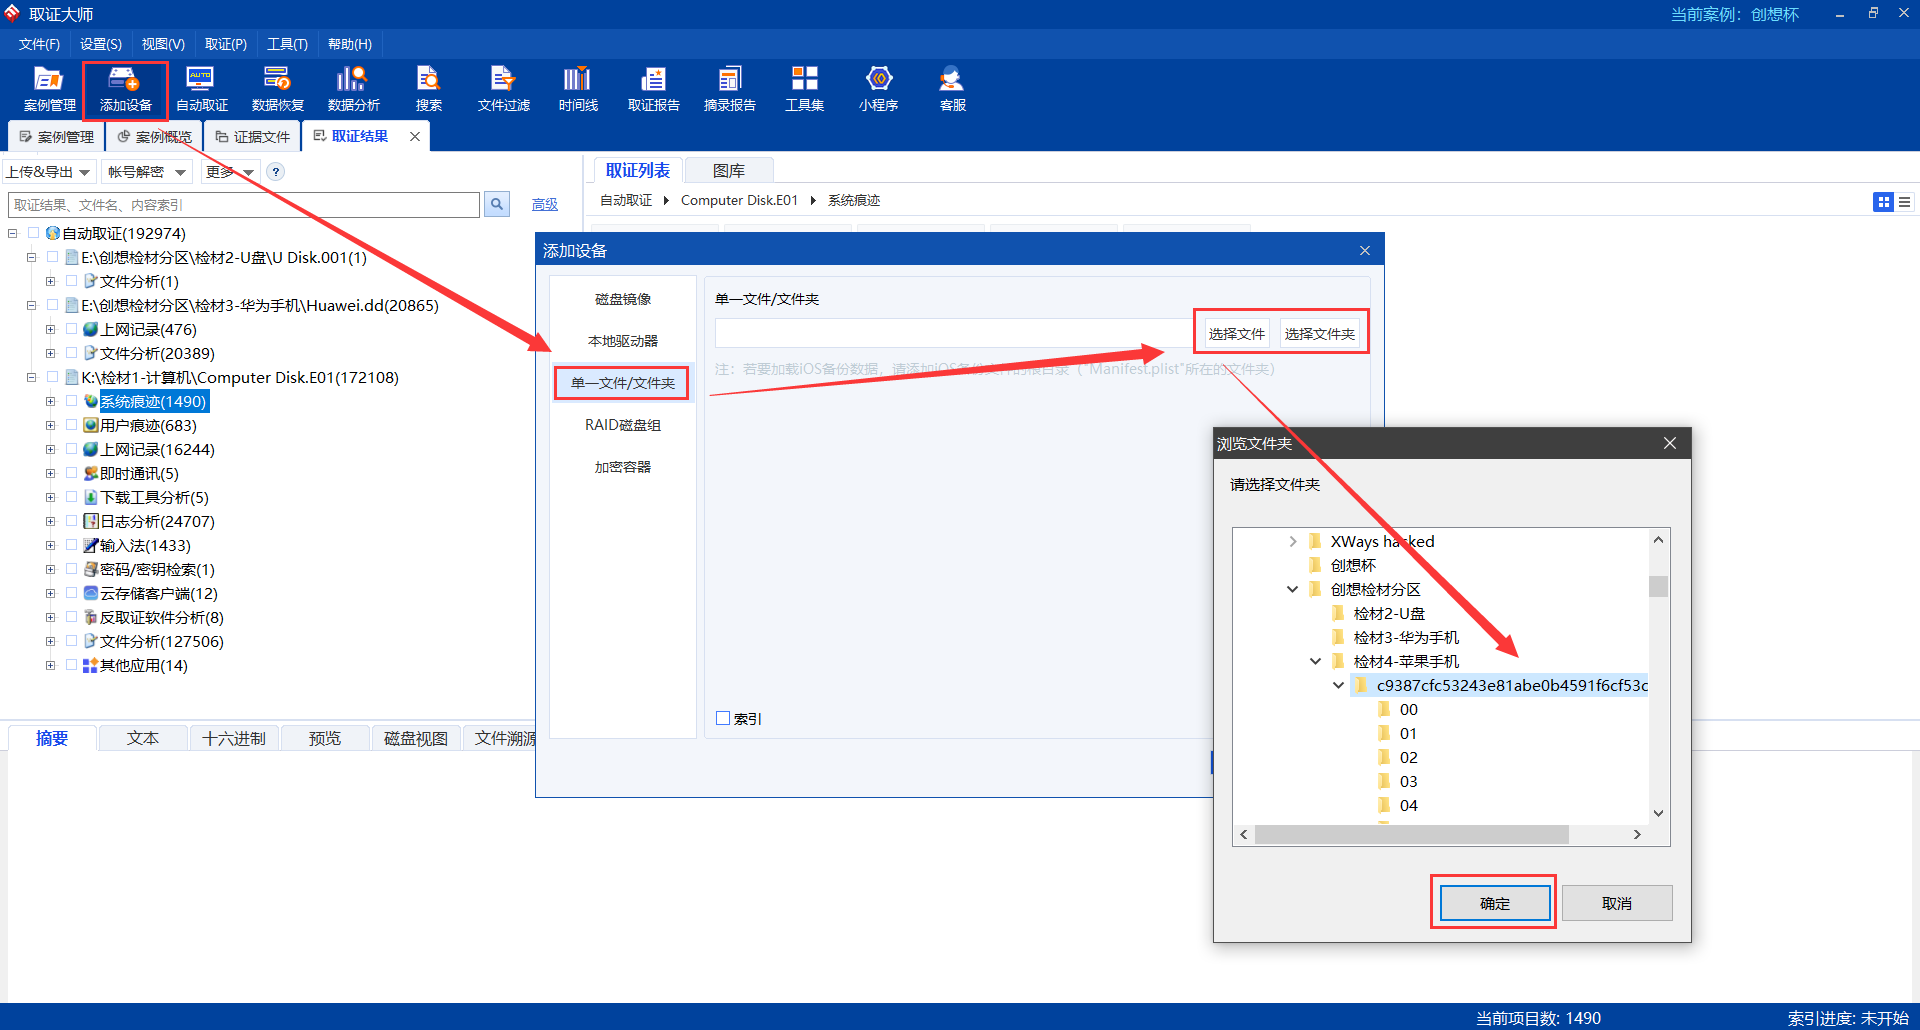 取证大师
当前案例：创想杯
文件(F) 设置(S) 视图(V) 取证(P) 工具(T) 帮助(H)
案例管理 添加设备 自动取证 数据恢复 数据分析 搜索 文件过滤 时间线 取证报告 摘录报告 工具集 小程序 客服
案例管理 案例概览 证据文件 取证结果
上传&导出 帐号解密 更多 ?
取证结果、文件名、内容索引
高级
自动取证(192974)
E:\创想检材分区\检材2-U盘\U Disk.001(1)
文件分析(1)
E:\创想检材分区\检材3-华为手机\Huawei.dd(20865)
上网记录(476)
文件分析(20389)
K:\检材1-计算机\Computer Disk.E01(172108)
系统痕迹(1490)
用户痕迹(683)
上网记录(16244)
即时通讯(5)
下载工具分析(5)
日志分析(24707)
输入法(1433)
密码/密钥检索(1)
云存储客户端(12)
反取证软件分析(8)
文件分析(127506)
其他应用(14)
取证列表 图库
自动取证 Computer Disk.E01 系统痕迹
添加设备
磁盘镜像
本地驱动器
单一文件/文件夹
RAID磁盘组
加密容器
单一文件/文件夹
选择文件 选择文件夹
注：若要加载iOS备份数据，请添加iOS备份文件的根目录（"Manifest.plist"所在的文件夹）
索引
浏览文件夹
请选择文件夹
XWays hacked
创想杯
创想检材分区
检材2-U盘
检材3-华为手机
检材4-苹果手机
c9387cfc53243e81abe0b4591f6cf53c
00
01
02
03
04
确定 取消
摘要 文本 十六进制 预览 磁盘视图 文件溯源
当前项目数: 1490 索引进度: 未开始